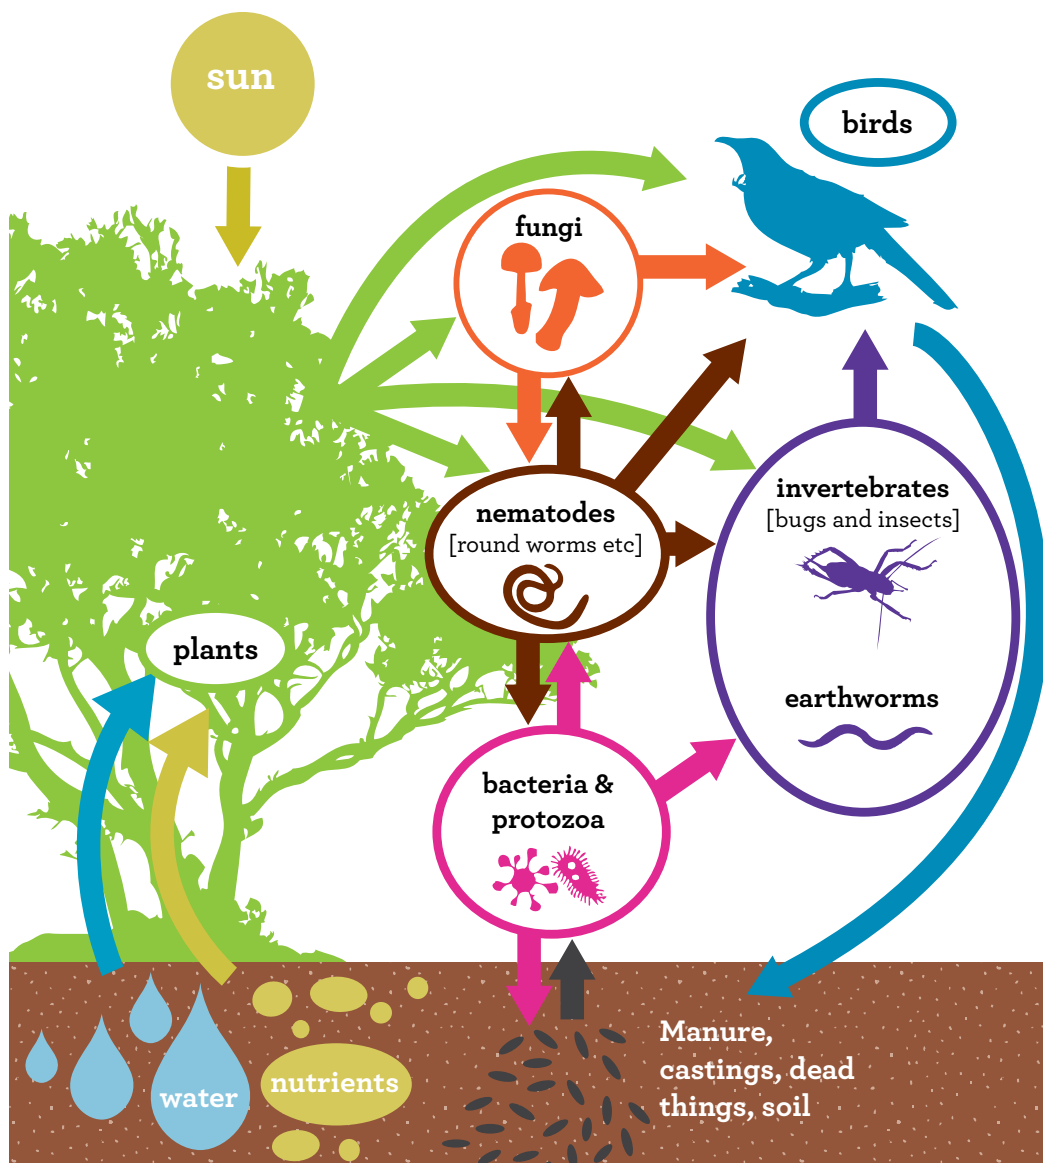 sun
birds
fungi
nematodes
[round worms etc]
invertebrates
[bugs and insects]
plants
earthworms
bacteria &
protozoa
Manure,
castings, dead
things, soil
nutrients
water